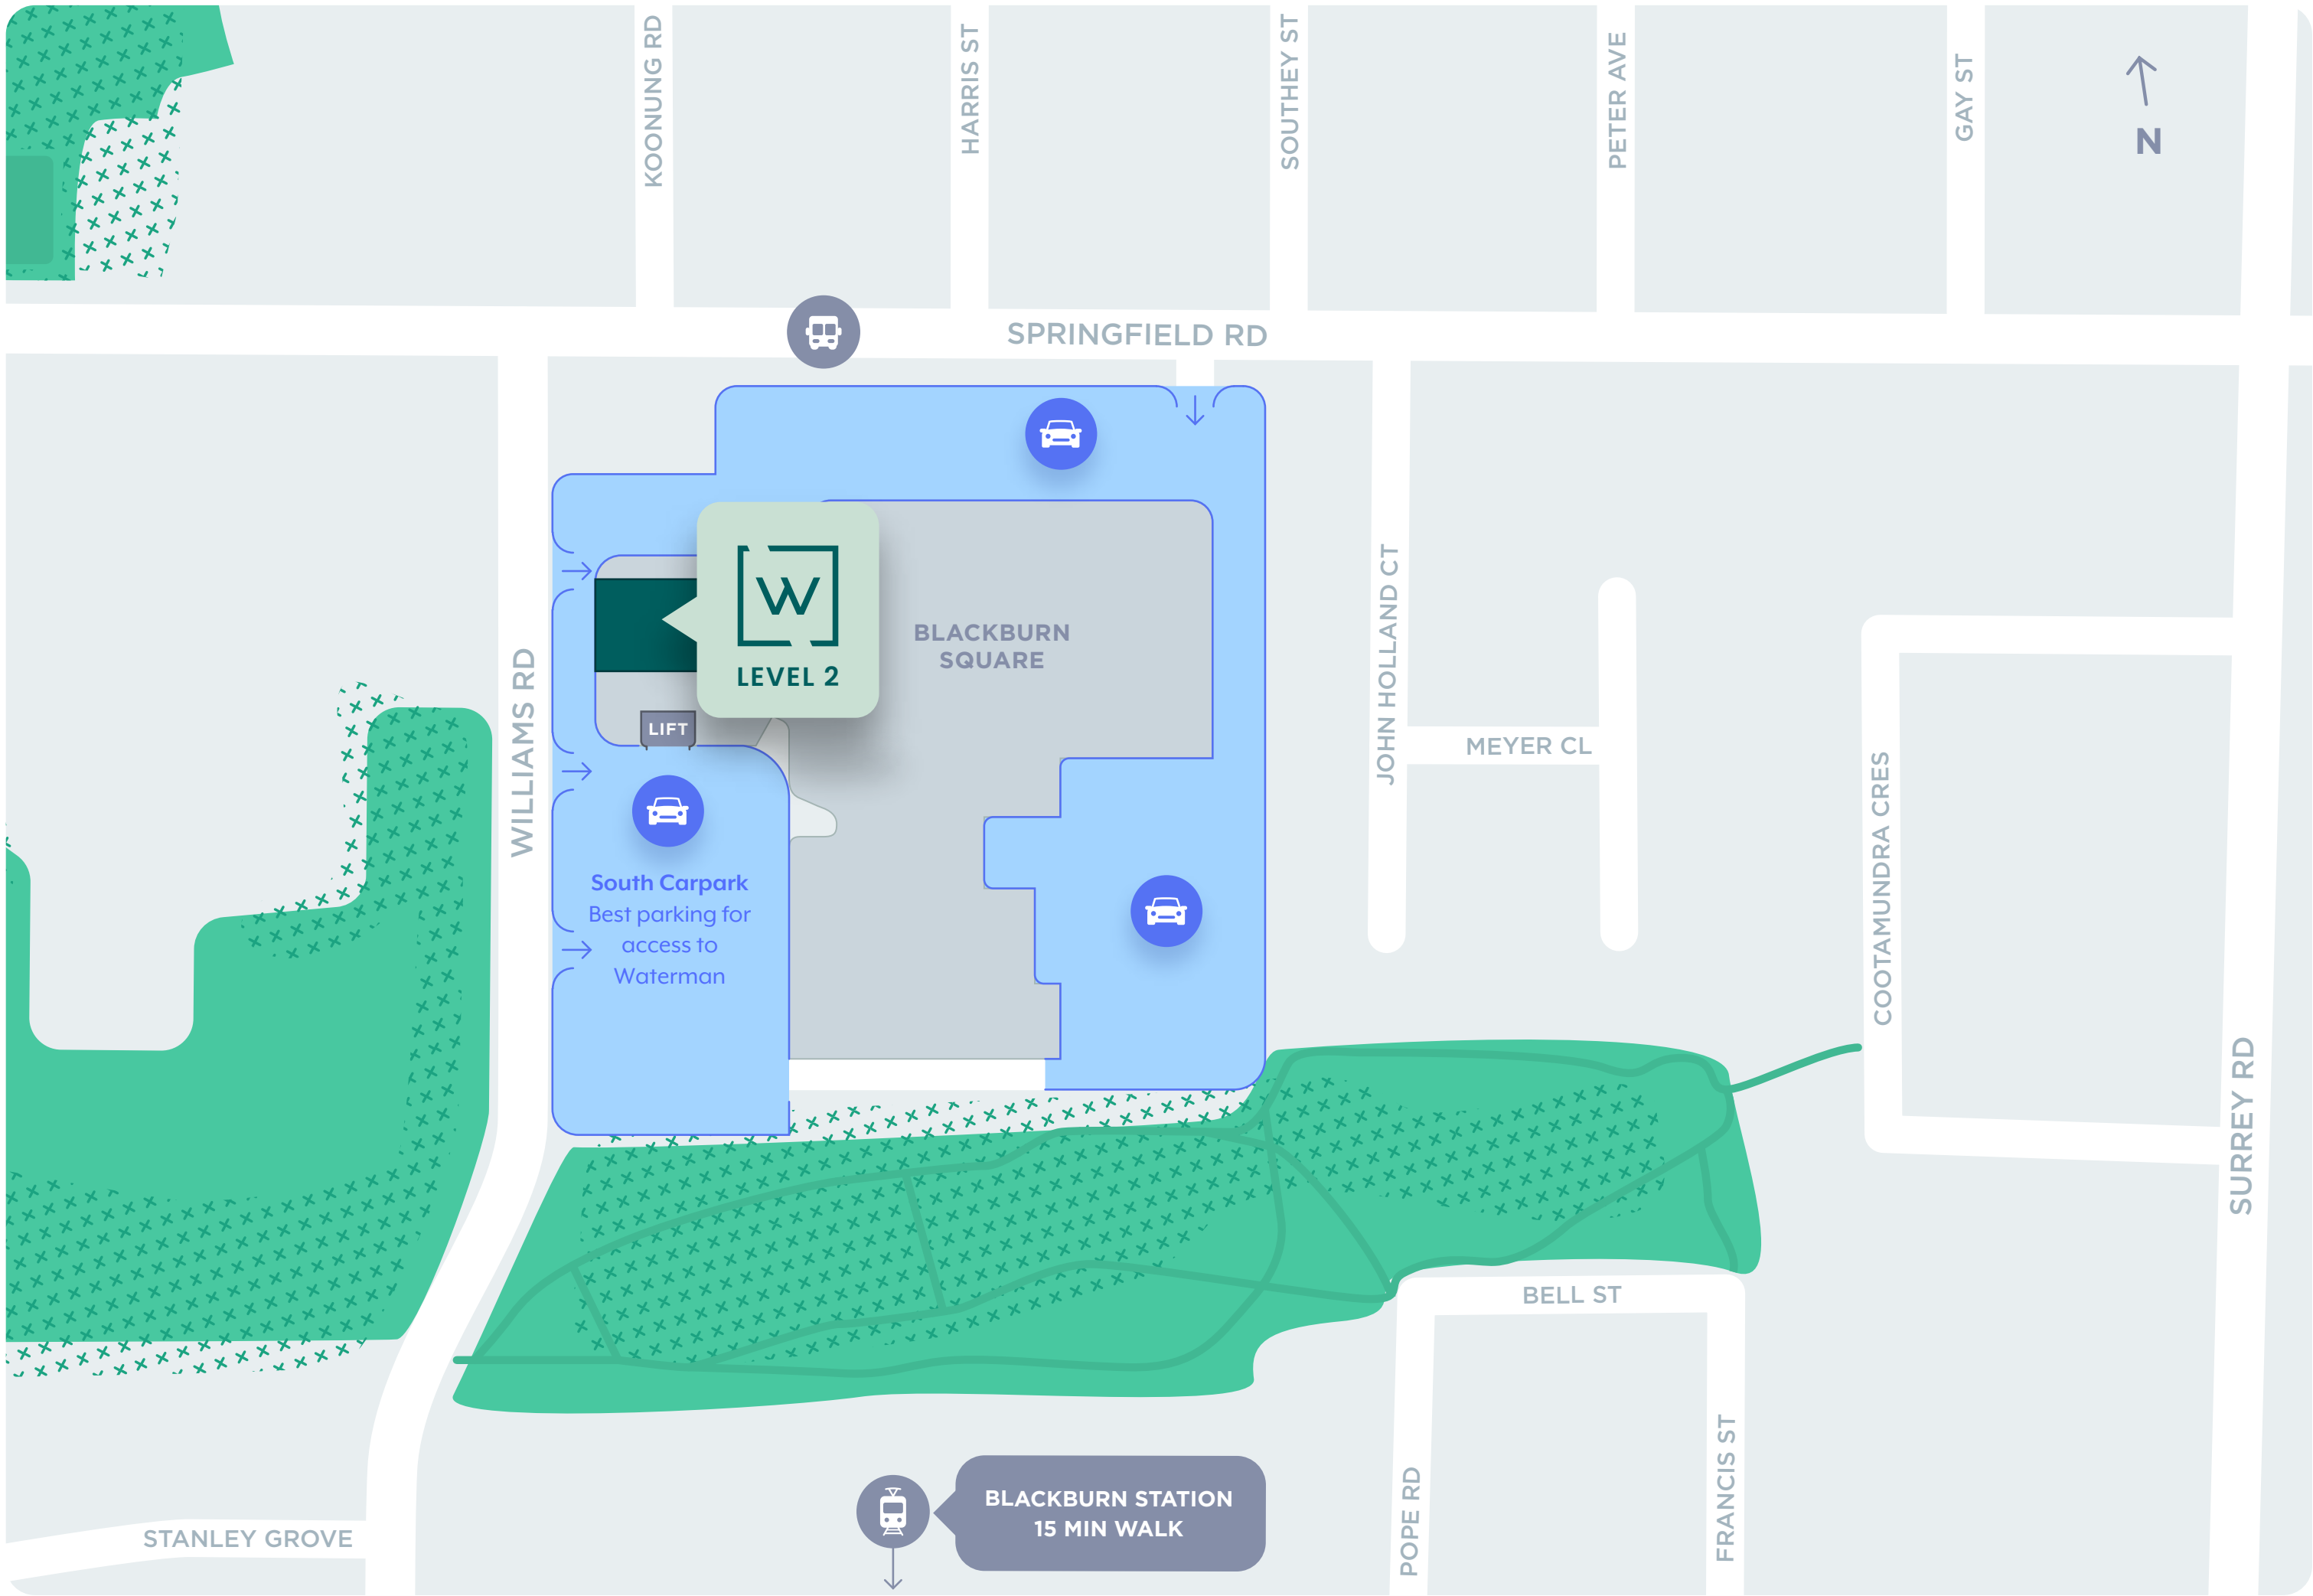 KOONUNG RD
HARRIS ST
SOUTHEY ST
PETER AVE
GAY ST
N
SPRINGFIELD RD
WILLIAMS RD
W
LEVEL 2
BLACKBURN
SQUARE
LIFT
JOHN HOLLAND CT
MEYER CL
COOTAMUNDRA CRES
South Carpark
Best parking for
access to
Waterman
SURREY RD
BELL ST
BLACKBURN STATION
15 MIN WALK
POPE RD
FRANCIS ST
STANLEY GROVE